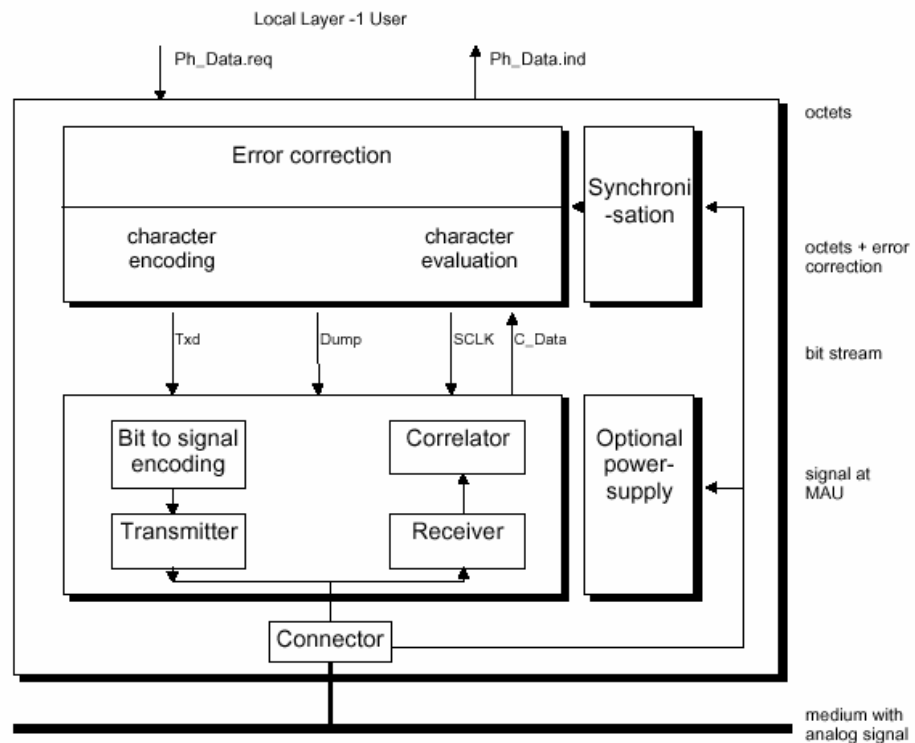 Local Layer -1 User
Ph_Data.req
Ph_Data.ind
octets
Error correction
Synchroni
-sation
character
encoding
character
evaluation
octets + error
correction
Txd
Dump
SCLK
C_Data
bit stream
Bit to signal
encoding
Correlator
Optional
power-
supply
signal at
MAU
Transmitter
Receiver
Connector
medium with
analog signal